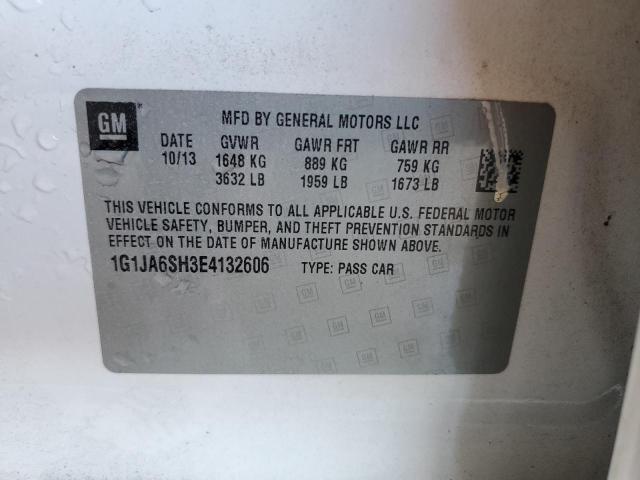 GM
MFD BY GENERAL MOTORS LLC
DATE GVWR GAWR FRT GAWR RR
10/13 1648 KG 889 KG 759 KG
3632 LB 1959 LB 1673 LB
THIS VEHICLE CONFORMS TO ALL APPLICABLE U.S. FEDERAL MOTOR
VEHICLE SAFETY, BUMPER, AND THEFT PREVENTION STANDARDS IN
EFFECT ON THE DATE OF MANUFACTURE SHOWN ABOVE.
1G1JA6SH3E4132606 TYPE: PASS CAR